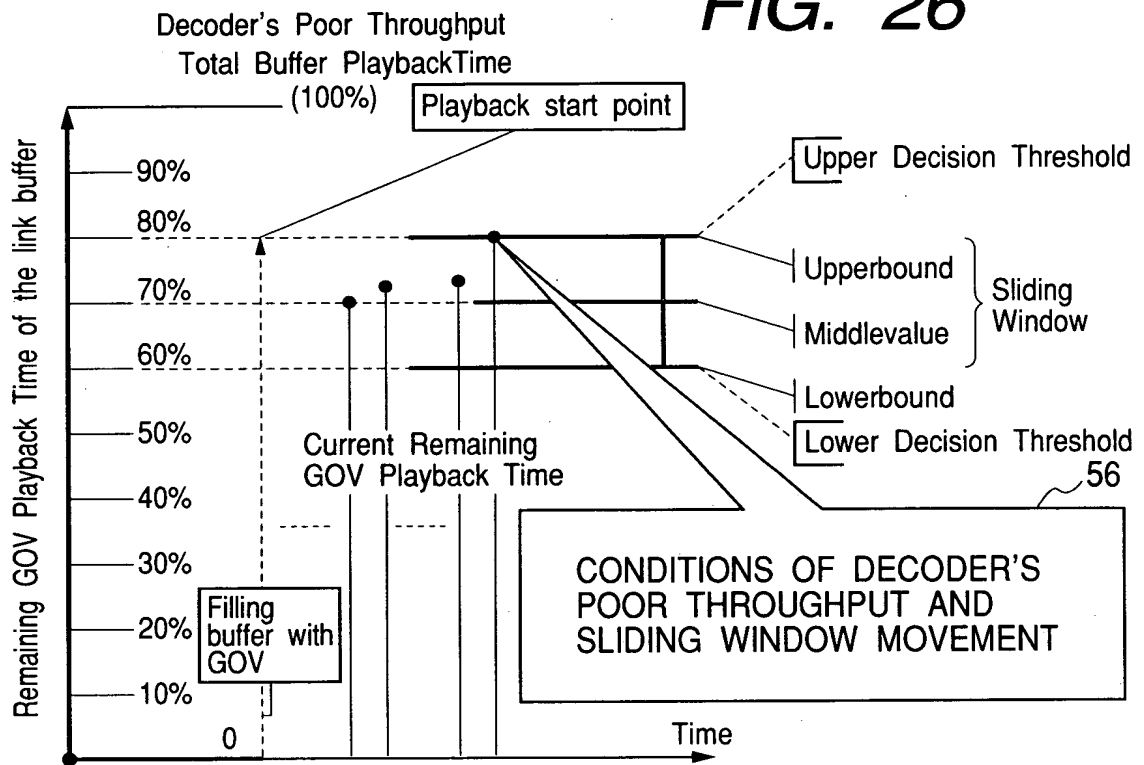 FIG. 26
Decoder's Poor Throughput
Total Buffer PlaybackTime
(100%)
Playback start point
Remaining GOV Playback Time of the link buffer
90%
80%
70%
60%
50%
40%
30%
20%
10%
0
Upper Decision Threshold
Upperbound
Middlevalue
Sliding
Window
Lowerbound
Lower Decision Threshold
Current Remaining
GOV Playback Time
56
CONDITIONS OF DECODER'S
POOR THROUGHPUT AND
SLIDING WINDOW MOVEMENT
Filling
buffer with
GOV
Time